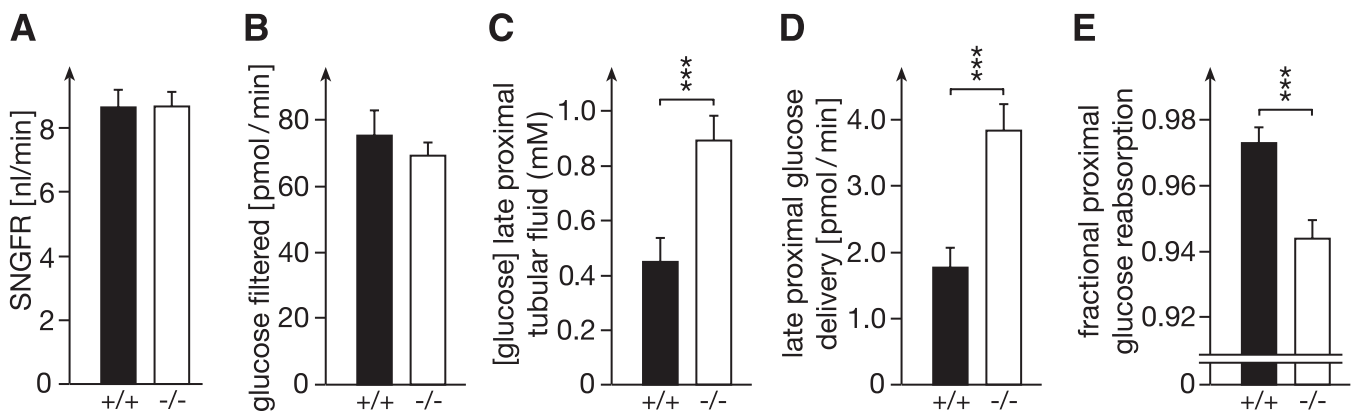 A
SNGFR [nl/min]
8
6
4
2
0
+/+ -/-
B
glucose filtered [pmol/min]
80
60
40
20
0
+/+ -/-
C
[glucose] late proximal
tubular fluid (mM)
1.0
0.8
0.6
0.4
0.2
0
***
+/+ -/-
D
late proximal glucose
delivery [pmol/min]
4.0
3.0
2.0
1.0
0
***
+/+ -/-
E
fractional proximal
glucose reabsorption
0.98
0.96
0.94
0.92
0
***
+/+ -/-